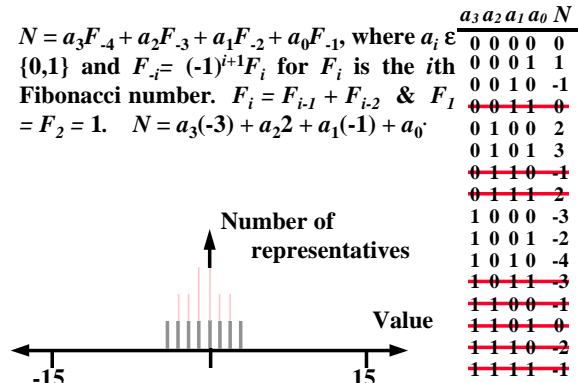 N = a₃F₋₄ + a₂F₋₃ + a₁F₋₂ + a₀F₋₁, where aᵢ ε
{0,1} and F₋ᵢ= (-1)ⁱ⁺¹Fᵢ for Fᵢ is the ith
Fibonacci number. Fᵢ = Fᵢ₋₁ + Fᵢ₋₂ & F₁
= F₂ = 1. N = a₃(-3) + a₂2 + a₁(-1) + a₀.
a₃ a₂ a₁ a₀ N
0 0 0 0 0
0 0 0 1 1
0 0 1 0 -1
0 0 1 1 0
0 1 0 0 2
0 1 0 1 3
0 1 1 0 -1
0 1 1 1 2
1 0 0 0 -3
1 0 0 1 -2
1 0 1 0 -4
1 0 1 1 -3
1 1 0 0 -1
1 1 0 1 0
1 1 1 0 -2
1 1 1 1 -1
Number of
representatives
Value
-15
15